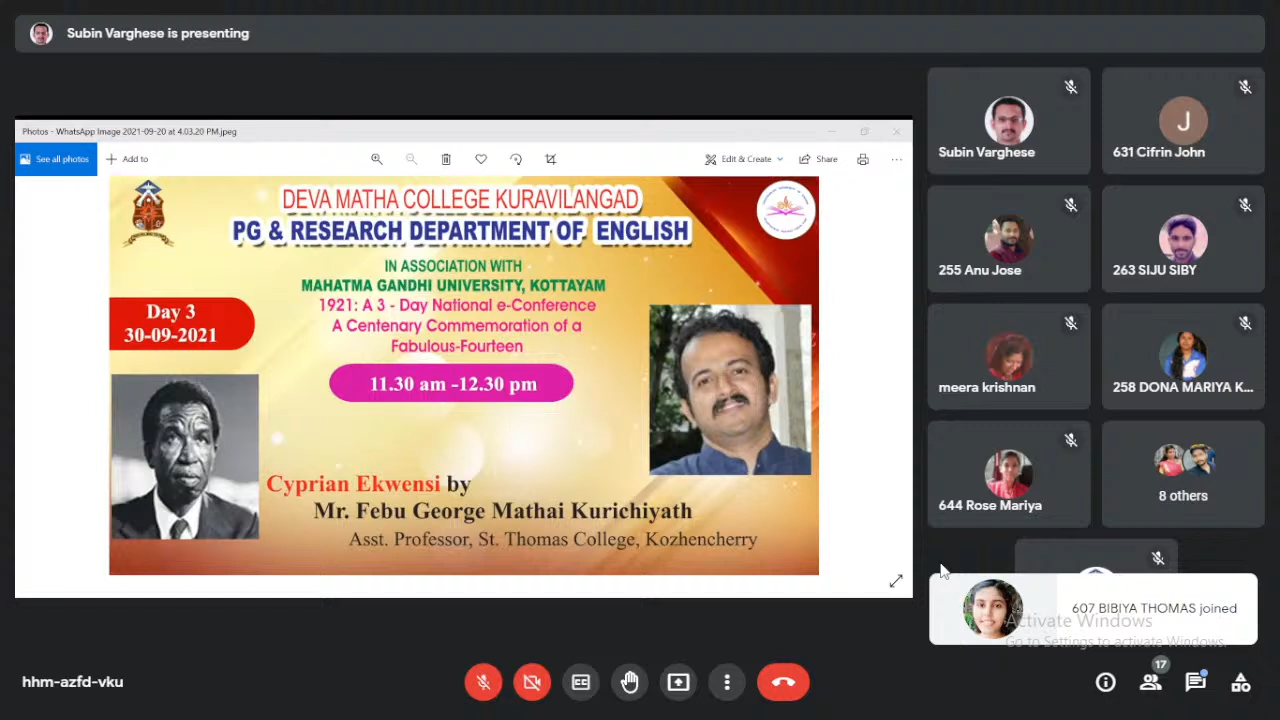 Subin Varghese is presenting
Photos - WhatsApp Image 2021-09-20 at 4.03.20 PM.jpeg
See all photos
Add to
Edit & Create
Share
DEVA MATHA COLLEGE KURAVILANGAD
PG & RESEARCH DEPARTMENT OF ENGLISH
IN ASSOCIATION WITH
MAHATMA GANDHI UNIVERSITY, KOTTAYAM
1921: A 3 - Day National e-Conference
A Centenary Commemoration of a
Fabulous-Fourteen
Day 3
30-09-2021
11.30 am -12.30 pm
Cyprian Ekwensi by
Mr. Febu George Mathai Kurichiyath
Asst. Professor, St. Thomas College, Kozhencherry
Subin Varghese
J
631 Cifrin John
255 Anu Jose
263 SIJU SIBY
meera krishnan
258 DONA MARIYA K...
644 Rose Mariya
8 others
607 BIBIYA THOMAS joined
Activate Windows
Go to Settings to activate Windows.
hhm-azfd-vku
CC
17